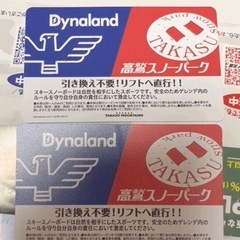 Dynaland
TAKASU
snow park
高鷲スノーパーク
引き換え不要!リフトへ直行!!
スキースノーボードは自然を相手にしたスポーツです。安全のためゲレンデ内の
ルールを守り自分自身の責任において滑走してください。
TAKASU MOUNTAINS
Dynaland
TAKASU
snow park
高鷲スノーパーク
引き換え不要!リフトへ直行!!
スキースノーボードは自然を相手にしたスポーツです。安全のためゲレンデ内の
ルールを守り自分自身の責任において滑走してください。